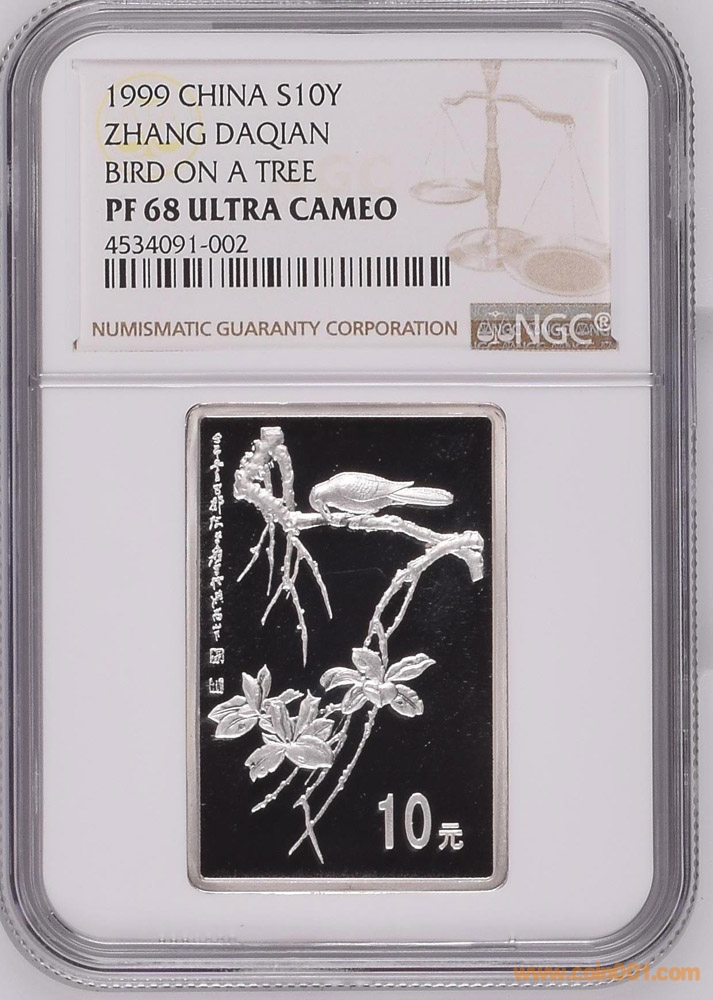 1999 CHINA S10Y
ZHANG DAQIAN
BIRD ON A TREE
PF 68 ULTRA CAMEO
4534091-002
NUMISMATIC GUARANTY CORPORATION
NGC®
10元
www.coin001.com